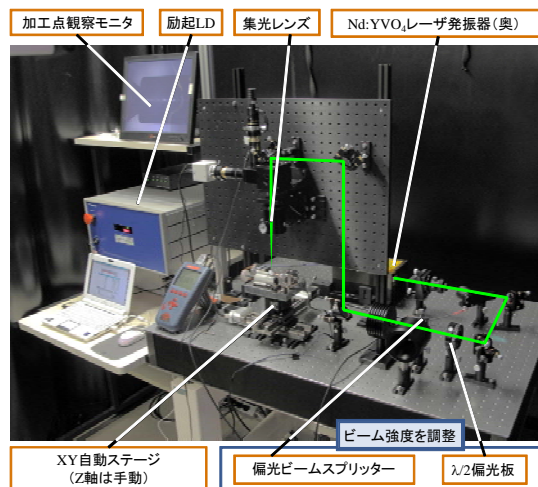 加工点観察モニタ
励起LD
集光レンズ
Nd:YVO₄レーザ発振器(奥)
ビーム強度を調整
XY自動ステージ
(Z軸は手動)
偏光ビームスプリッター
λ/2偏光板